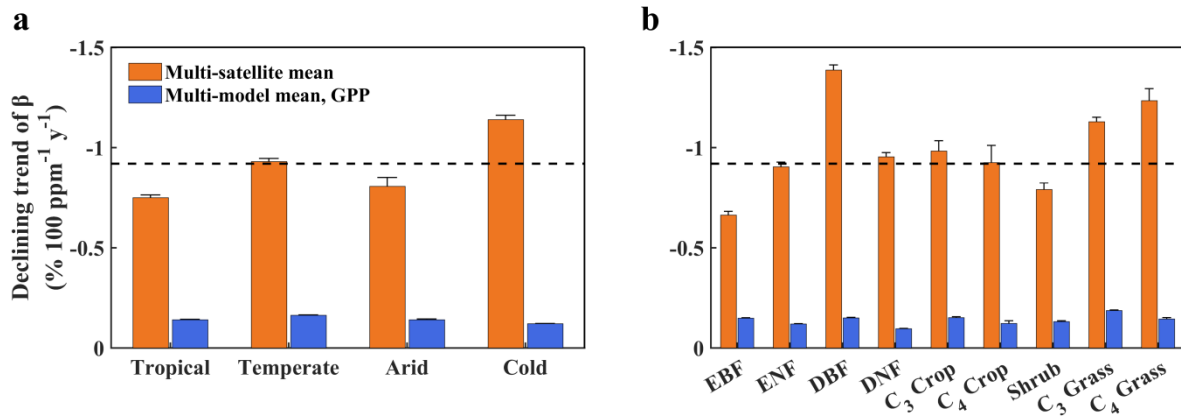 a
Declining trend of β
(% 100 ppm⁻¹ y⁻¹)
-1.5
-1
-0.5
0
Multi-satellite mean
Multi-model mean, GPP
Tropical
Temperate
Arid
Cold
b
-1.5
-1
-0.5
0
EBF
ENF
DBF
DNF
C₃ Crop
C₄ Crop
Shrub
C₃ Grass
C₄ Grass